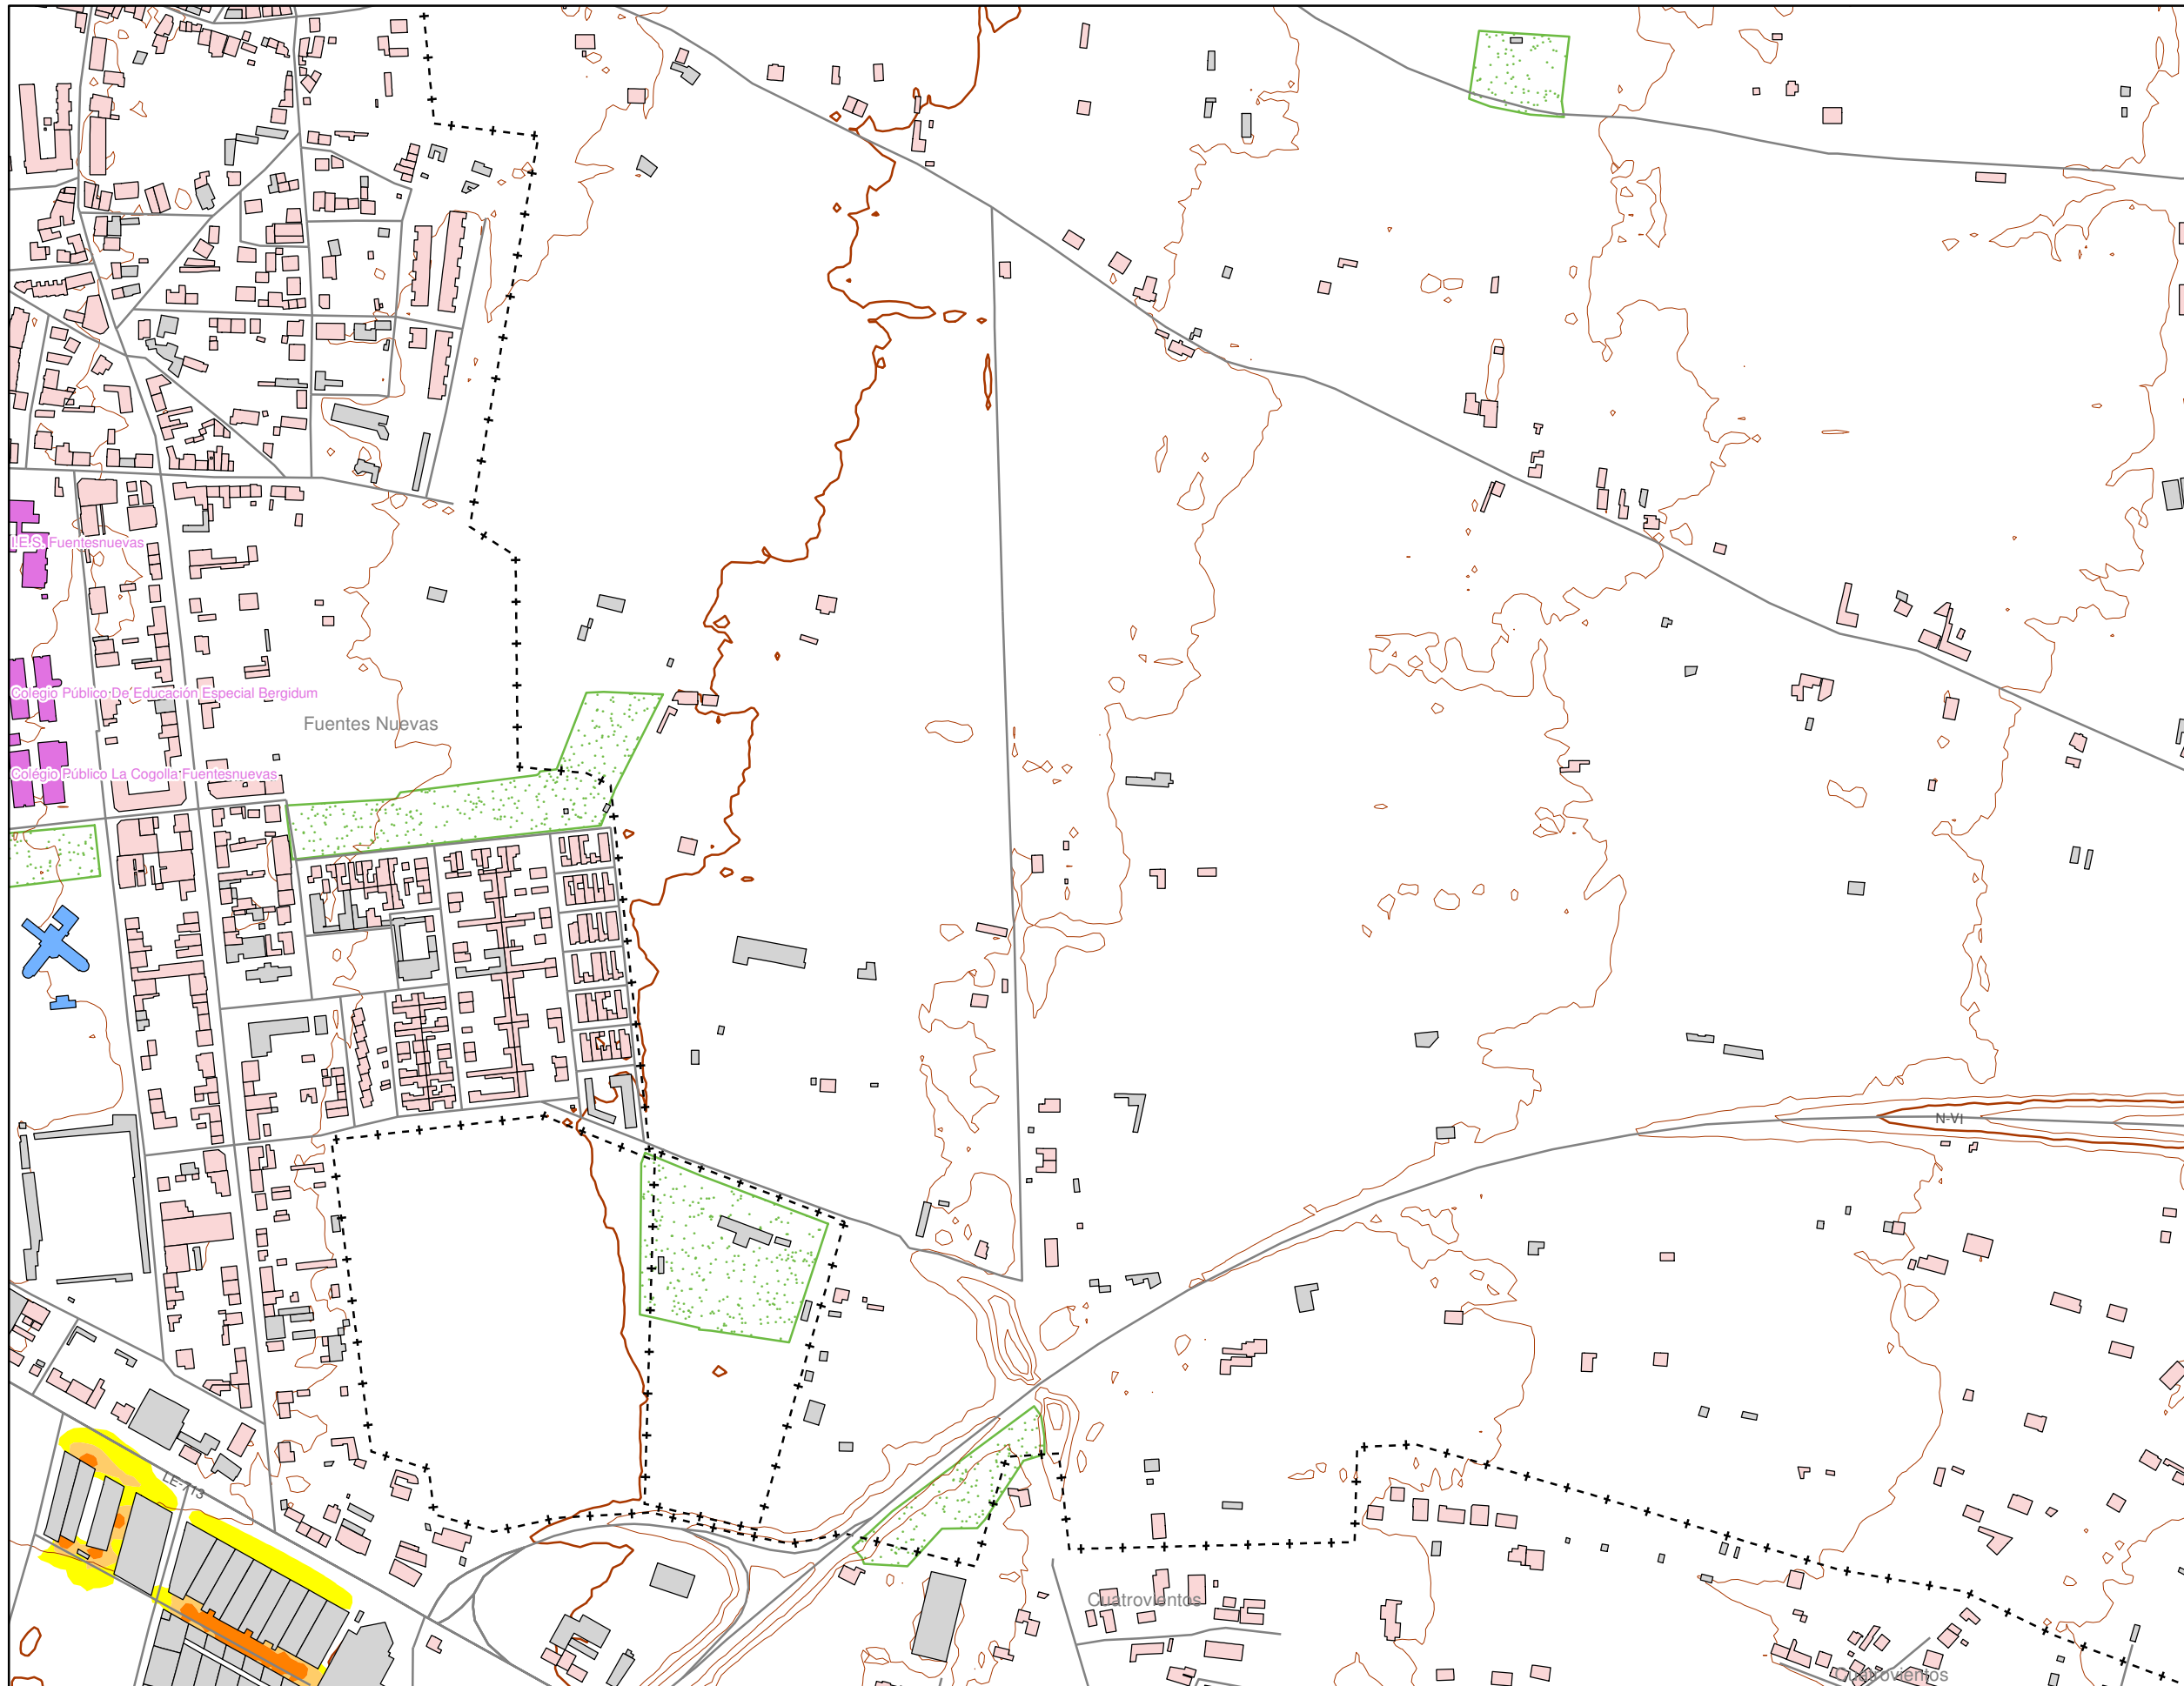 I.E.S. Fuentesnuevas
Colegio Público De Educación Especial Bergidum
Fuentes Nuevas
Colegio Público La Cogolla Fuentesnuevas
N-VI
LE-713
Cuatrovientos
Cuatrovientos